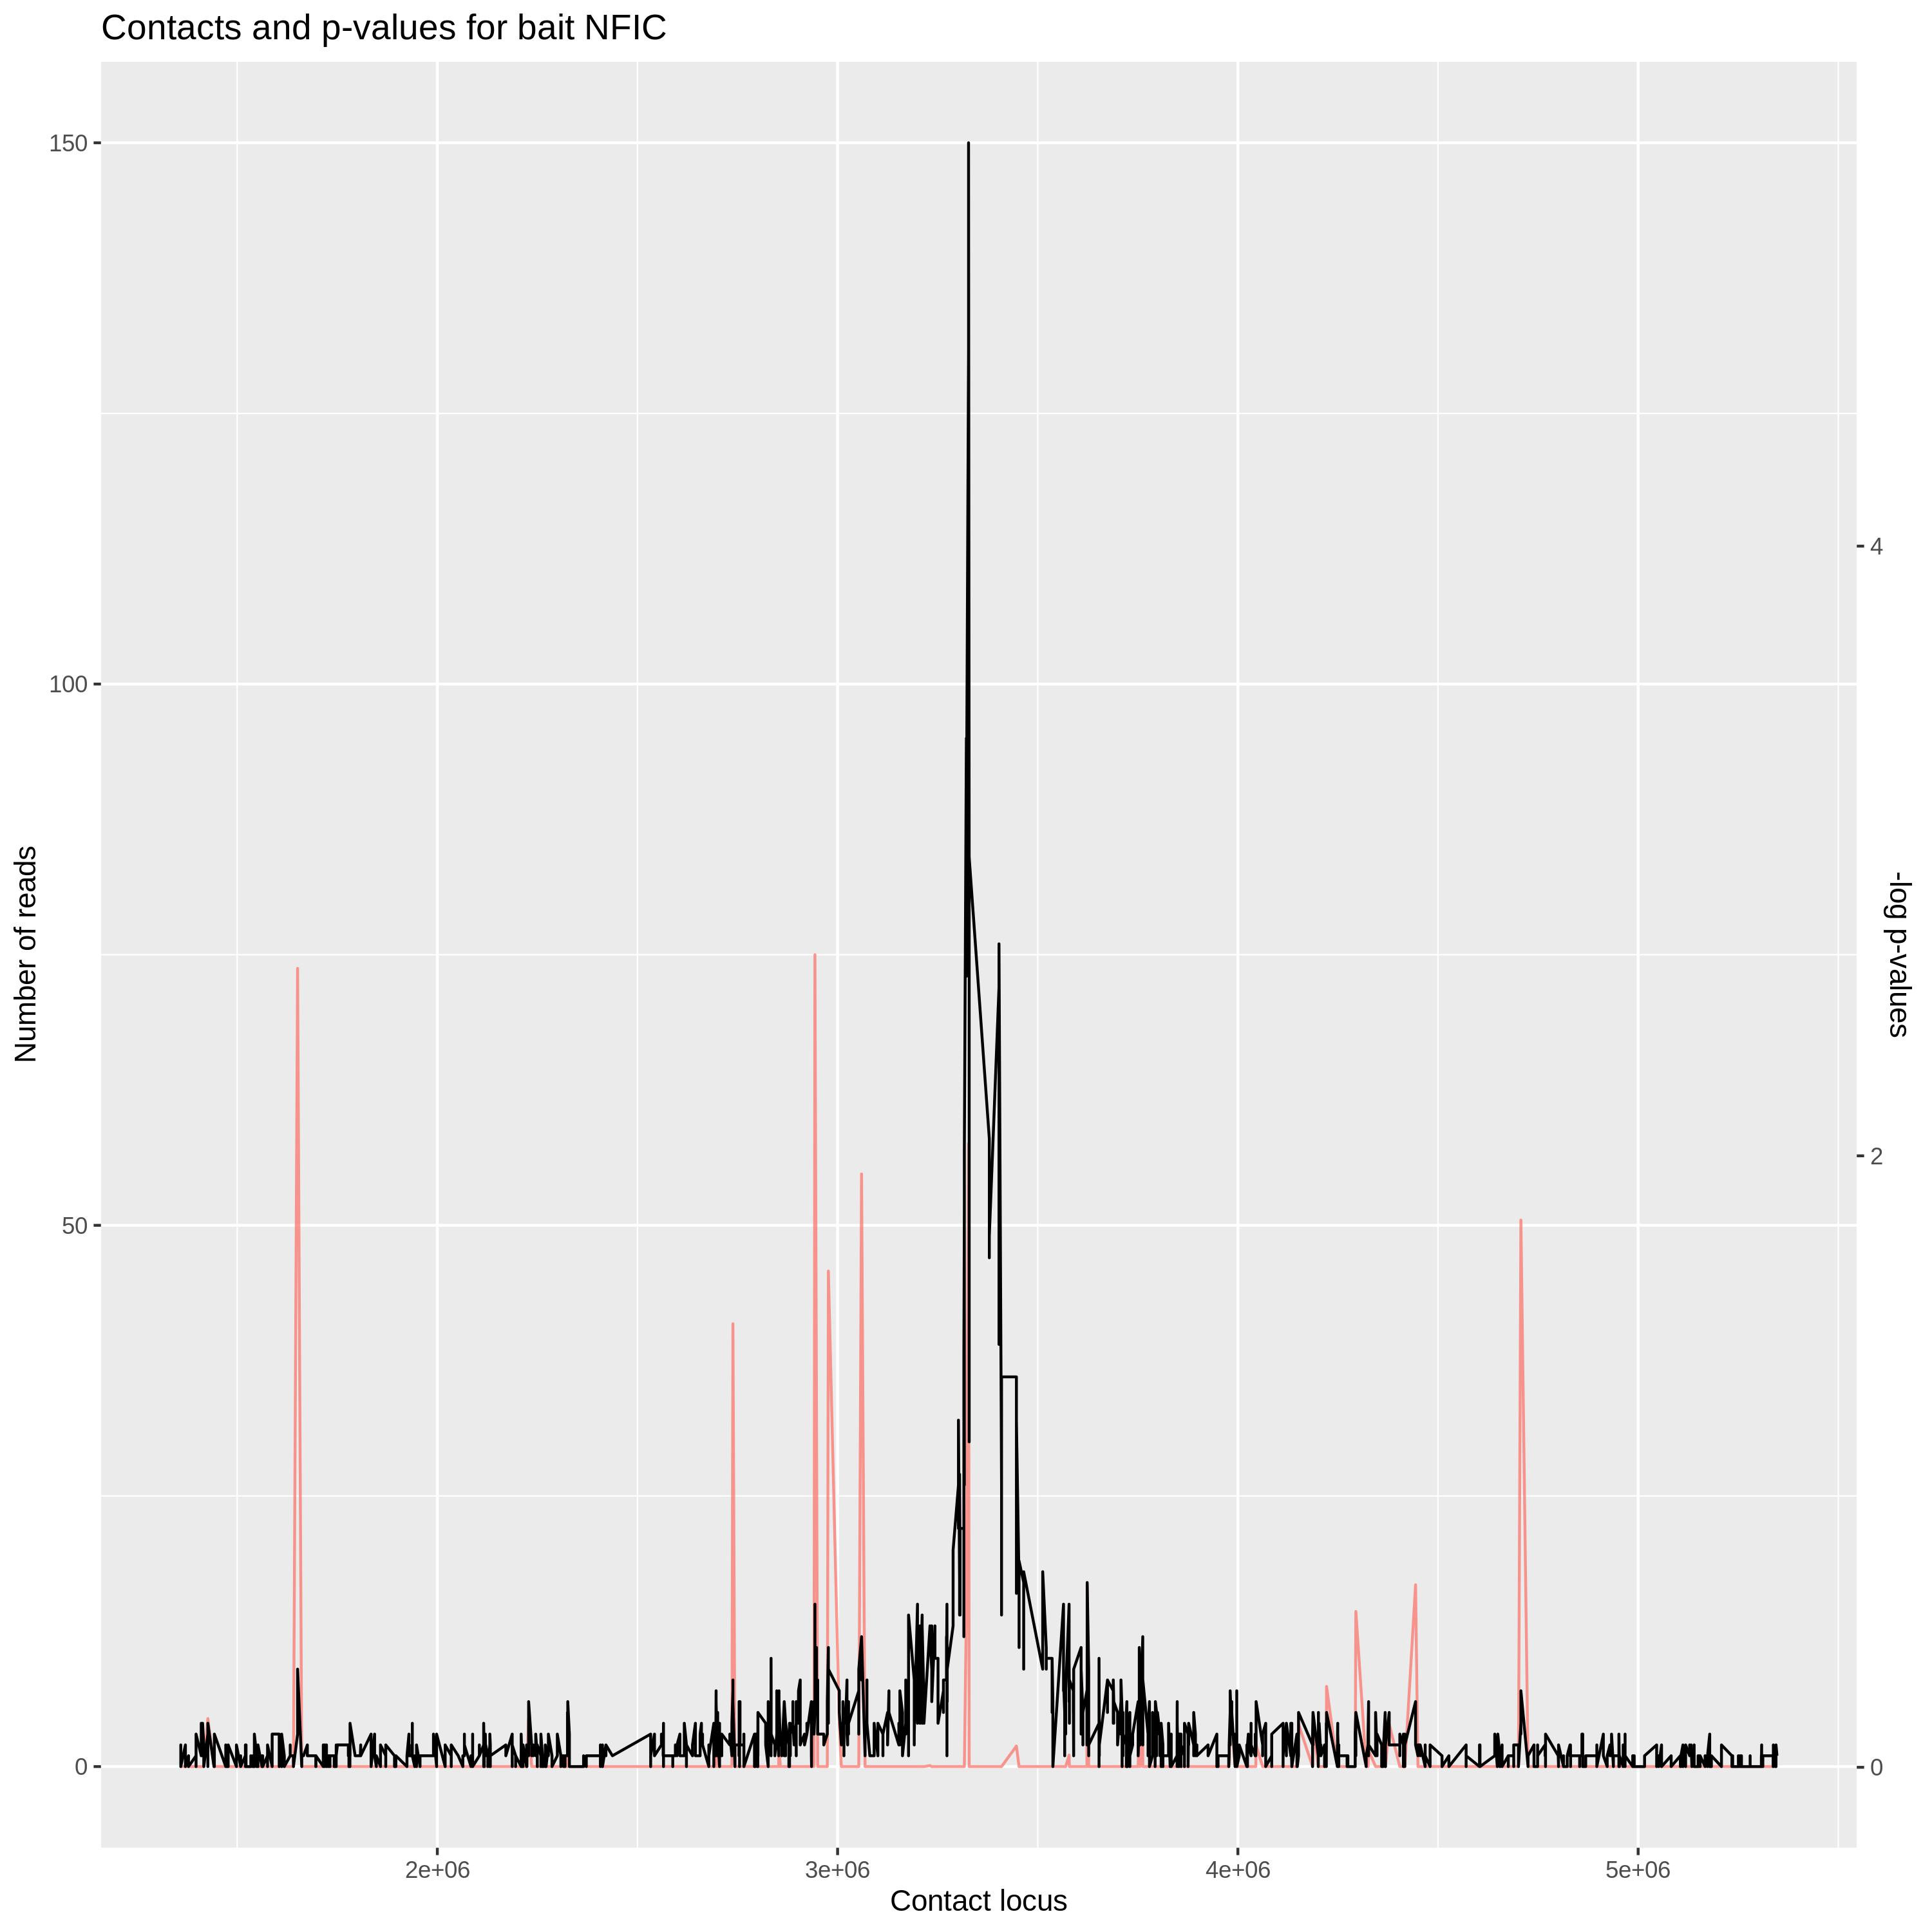 Contacts and p-values for bait NFIC
150
100
50
0
Number of reads
4
2
0
-log p-values
2e+06
3e+06
4e+06
5e+06
Contact locus